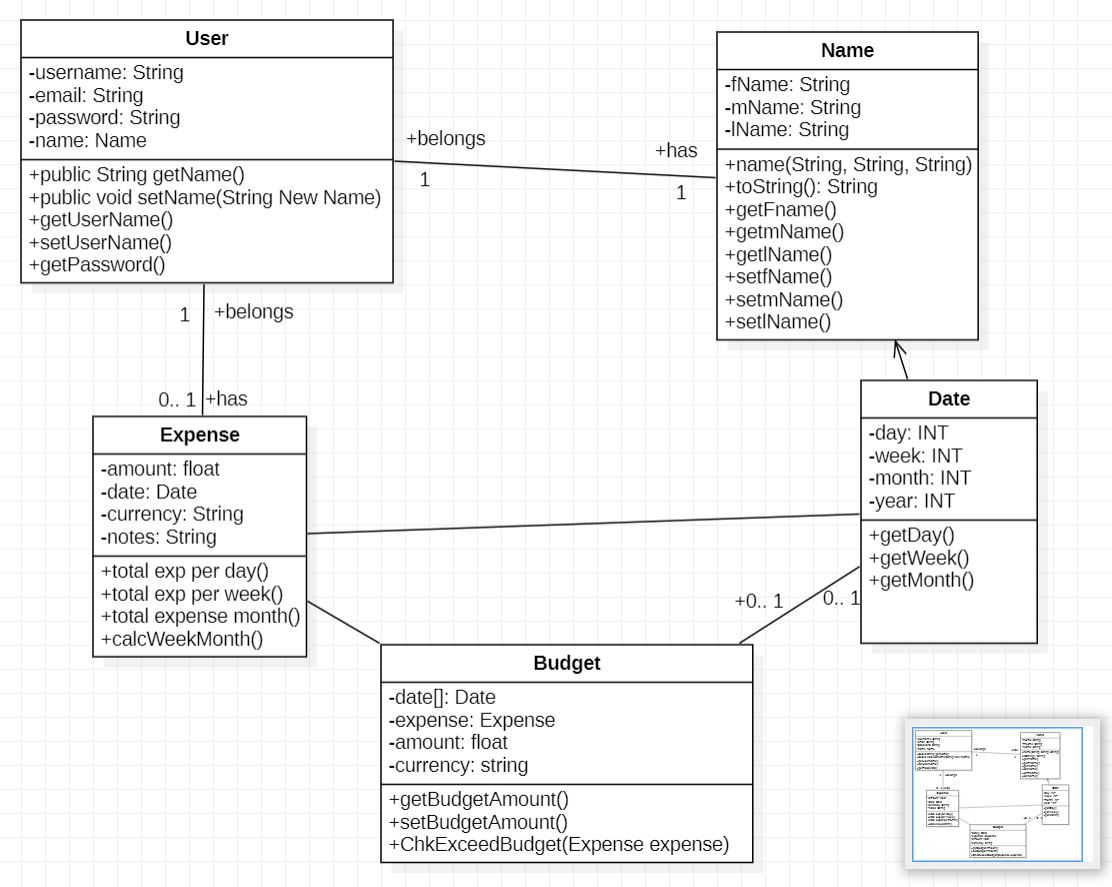 User
-username: String
-email: String
-password: String
-name: Name
+public String getName()
+public void setName(String New Name)
+getUserName()
+setUserName()
+getPassword()
+belongs
1
+has
1
Name
-fName: String
-mName: String
-lName: String
+name(String, String, String)
+toString(): String
+getFname()
+getmName()
+getlName()
+setfName()
+setmName()
+setlName()
1
+belongs
0.. 1
+has
Expense
-amount: float
-date: Date
-currency: String
-notes: String
+total exp per day()
+total exp per week()
+total expense month()
+calcWeekMonth()
Date
-day: INT
-week: INT
-month: INT
-year: INT
+getDay()
+getWeek()
+getMonth()
+0.. 1
0.. 1
Budget
-date[]: Date
-expense: Expense
-amount: float
-currency: string
+getBudgetAmount()
+setBudgetAmount()
+ChkExceedBudget(Expense expense)